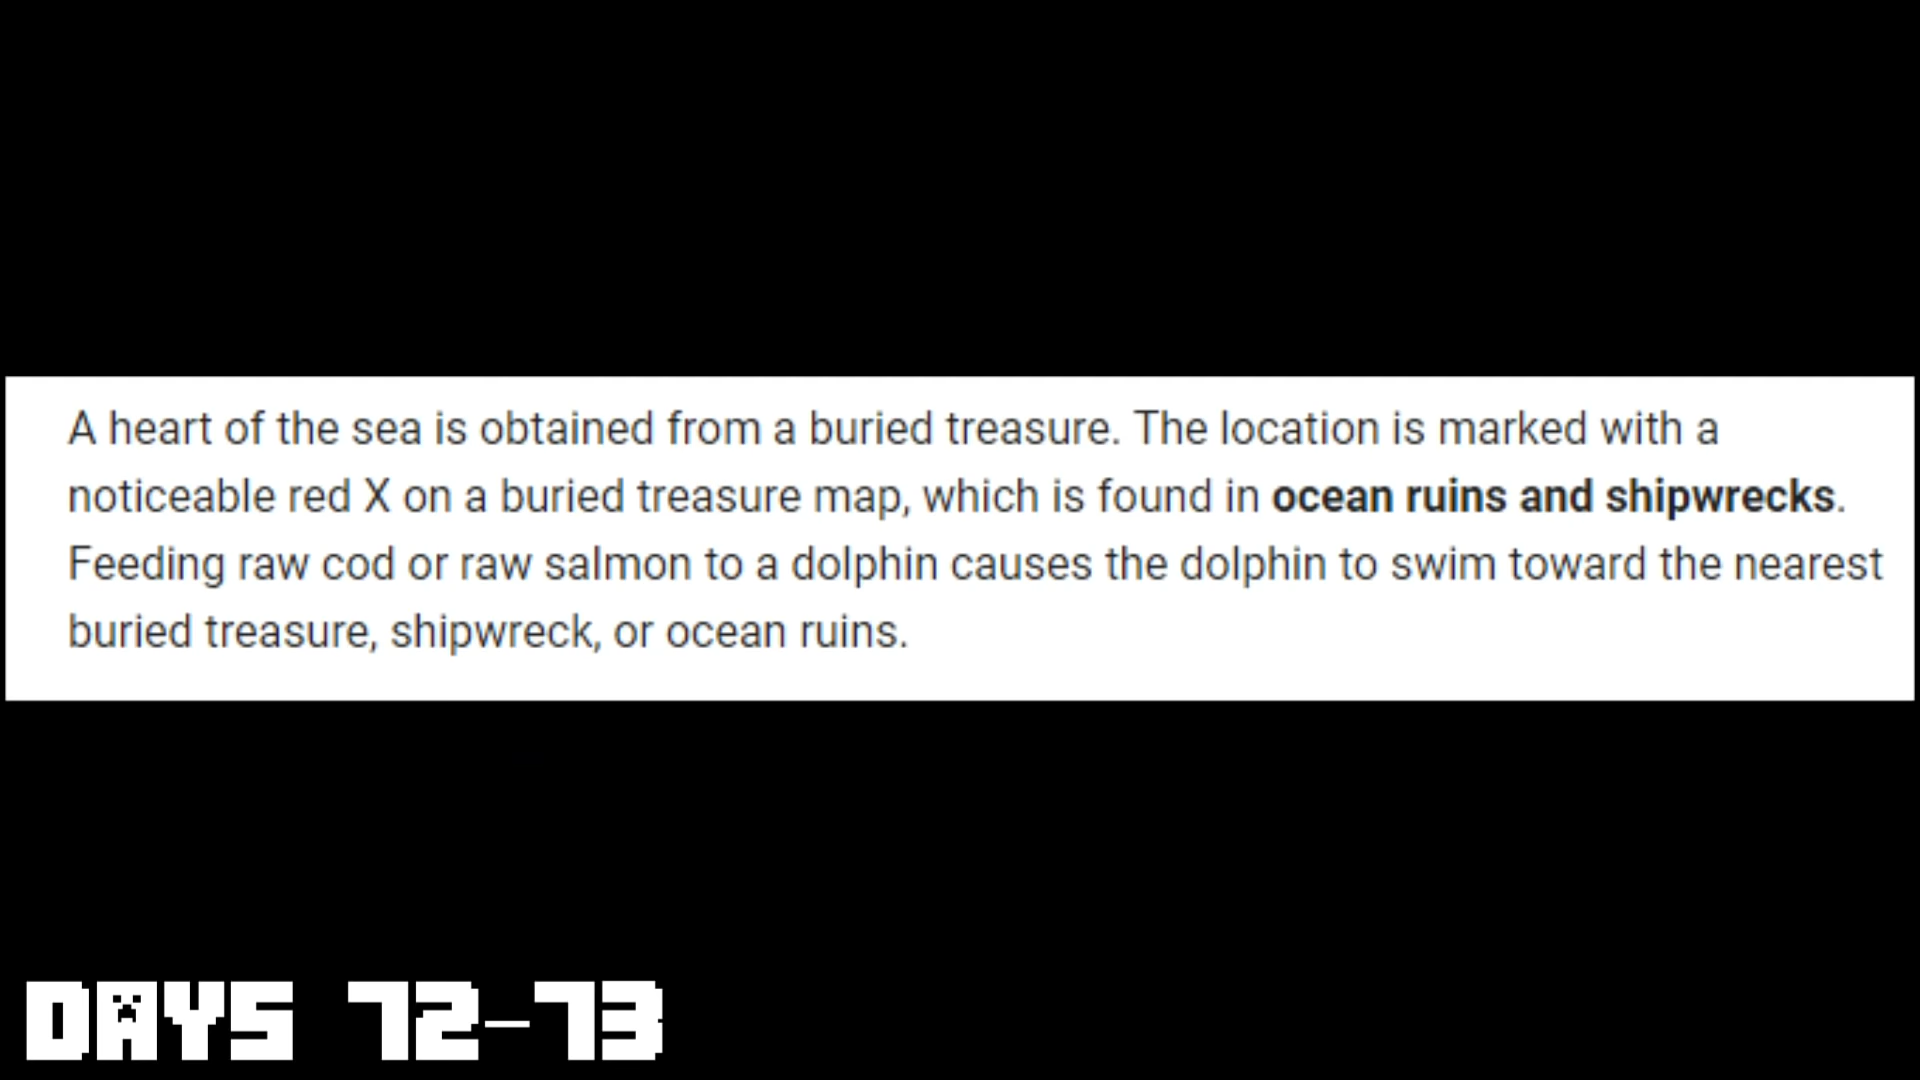 A heart of the sea is obtained from a buried treasure. The location is marked with a
noticeable red X on a buried treasure map, which is found in ocean ruins and shipwrecks.
Feeding raw cod or raw salmon to a dolphin causes the dolphin to swim toward the nearest
buried treasure, shipwreck, or ocean ruins.
DAYS 72-73